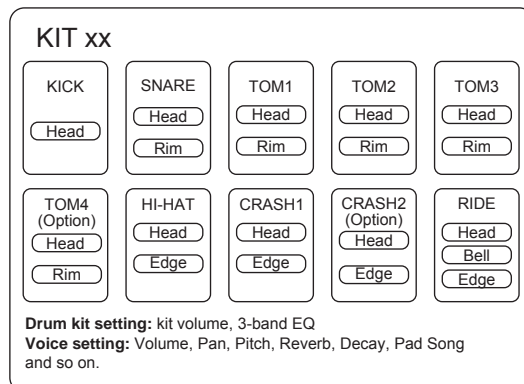 KIT xx
KICK
Head
SNARE
Head
Rim
TOM1
Head
Rim
TOM2
Head
Rim
TOM3
Head
Rim
TOM4
(Option)
Head
Rim
HI-HAT
Head
Edge
CRASH1
Head
Edge
CRASH2
(Option)
Head
Edge
RIDE
Head
Bell
Edge
Drum kit setting: kit volume, 3-band EQ
Voice setting: Volume, Pan, Pitch, Reverb, Decay, Pad Song
and so on.